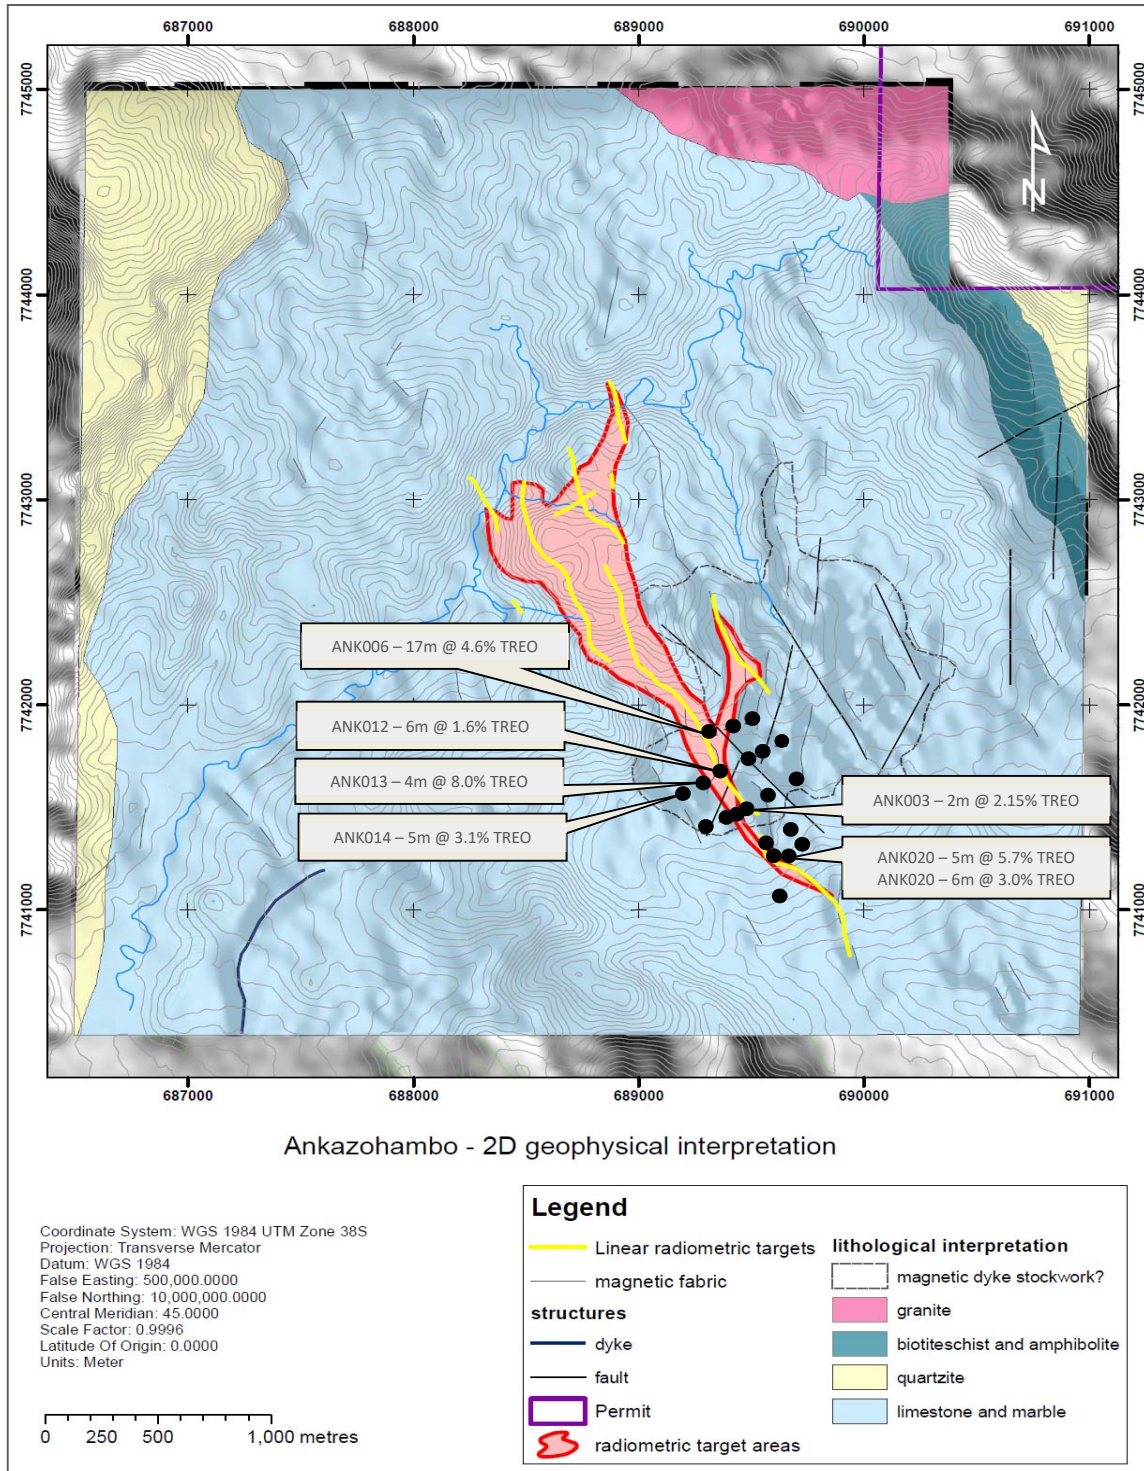 687000 688000 689000 690000 691000
7745000 7745000
N
7744000 7744000
7743000 7743000
ANK006 – 17m @ 4.6% TREO
7742000 7742000
ANK012 – 6m @ 1.6% TREO
ANK013 – 4m @ 8.0% TREO
ANK003 – 2m @ 2.15% TREO
ANK014 – 5m @ 3.1% TREO
ANK020 – 5m @ 5.7% TREO
ANK020 – 6m @ 3.0% TREO
7741000 7741000
687000 688000 689000 690000 691000
Ankazohambo - 2D geophysical interpretation
Coordinate System: WGS 1984 UTM Zone 38S
Projection: Transverse Mercator
Datum: WGS 1984
False Easting: 500,000.0000
False Northing: 10,000,000.0000
Central Meridian: 45.0000
Scale Factor: 0.9996
Latitude Of Origin: 0.0000
Units: Meter
0 250 500 1,000 metres
Legend
Linear radiometric targets
magnetic fabric
structures
dyke
fault
Permit
radiometric target areas
lithological interpretation
magnetic dyke stockwork?
granite
biotiteschist and amphibolite
quartzite
limestone and marble